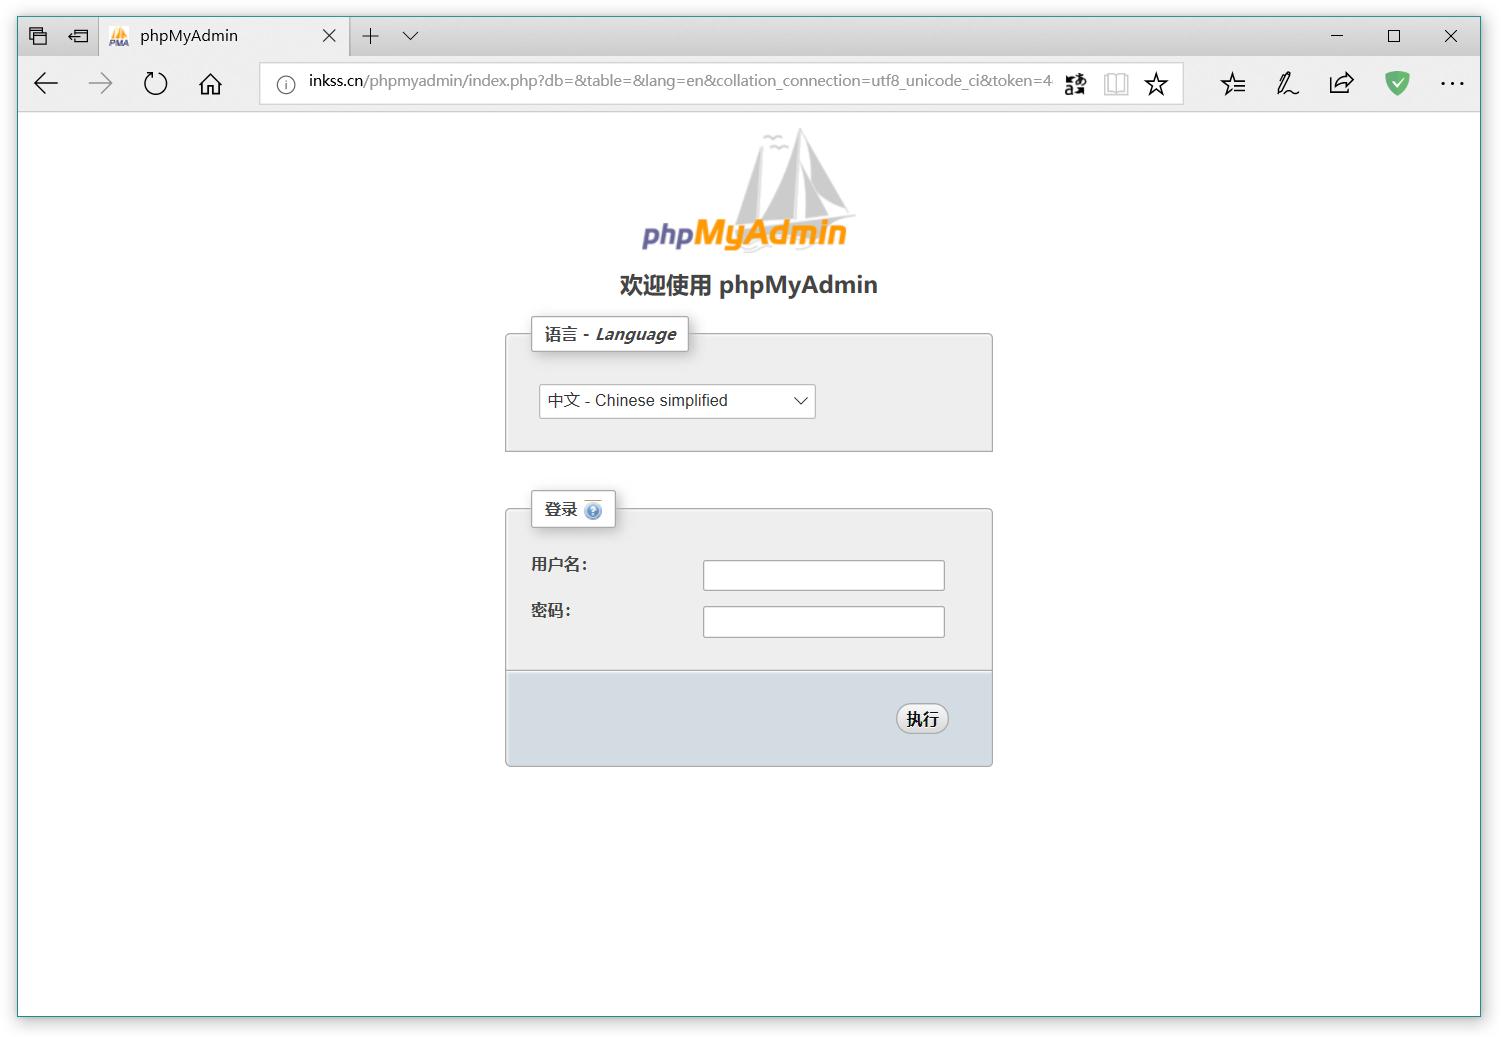 phpMyAdmin
inkss.cn/phpmyadmin/index.php?db=&table=&lang=en&collation_connection=utf8_unicode_ci&token=4
phpMyAdmin
欢迎使用 phpMyAdmin
语言 - Language
中文 - Chinese simplified
登录
用户名：
密码：
执行